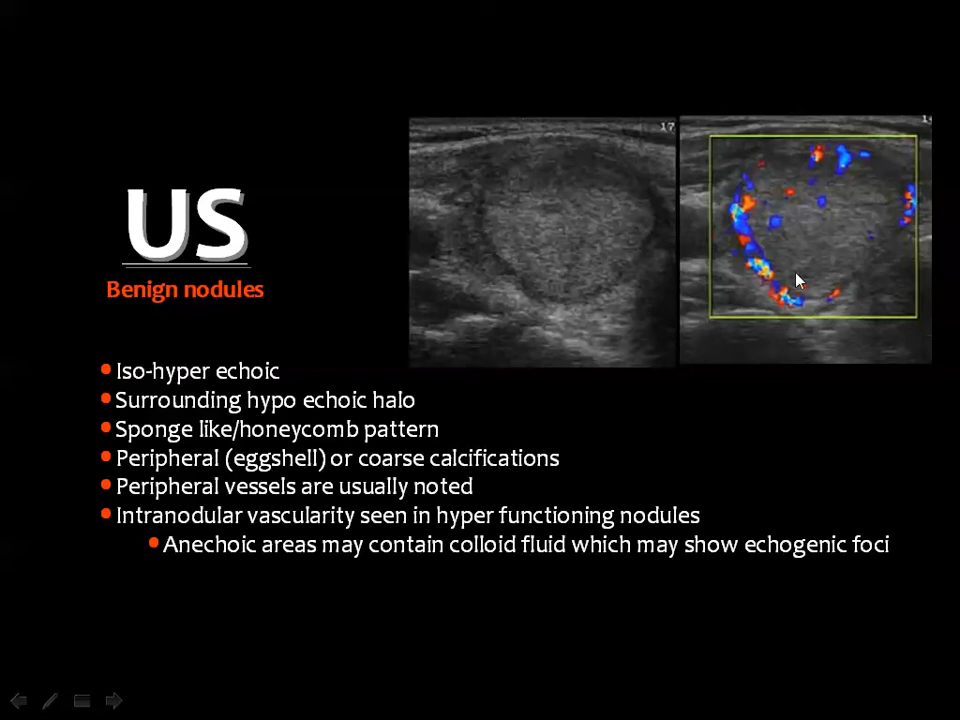 US
Benign nodules
17
Iso-hyper echoic
Surrounding hypo echoic halo
Sponge like/honeycomb pattern
Peripheral (eggshell) or coarse calcifications
Peripheral vessels are usually noted
Intranodular vascularity seen in hyper functioning nodules
Anechoic areas may contain colloid fluid which may show echogenic foci